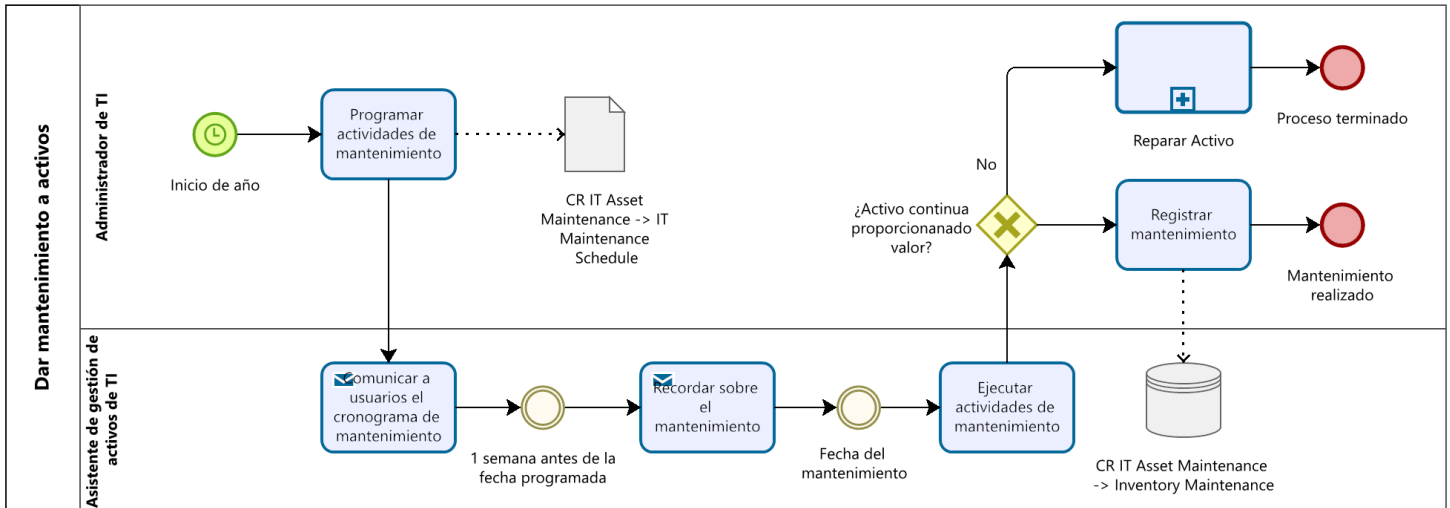 Dar mantenimiento a activos
Administrador de TI
Inicio de año
Programar
actividades de
mantenimiento
CR IT Asset
Maintenance -> IT
Maintenance
Schedule
¿Activo continua
proporcionanado
valor?
No
Reparar Activo
Proceso terminado
Registrar
mantenimiento
Mantenimiento
realizado
Asistente de gestión de
activos de TI
Comunicar a
usuarios el
cronograma de
mantenimiento
1 semana antes de la
fecha programada
Recordar sobre
el
mantenimiento
Fecha del
mantenimiento
Ejecutar
actividades de
mantenimiento
CR IT Asset Maintenance
-> Inventory Maintenance